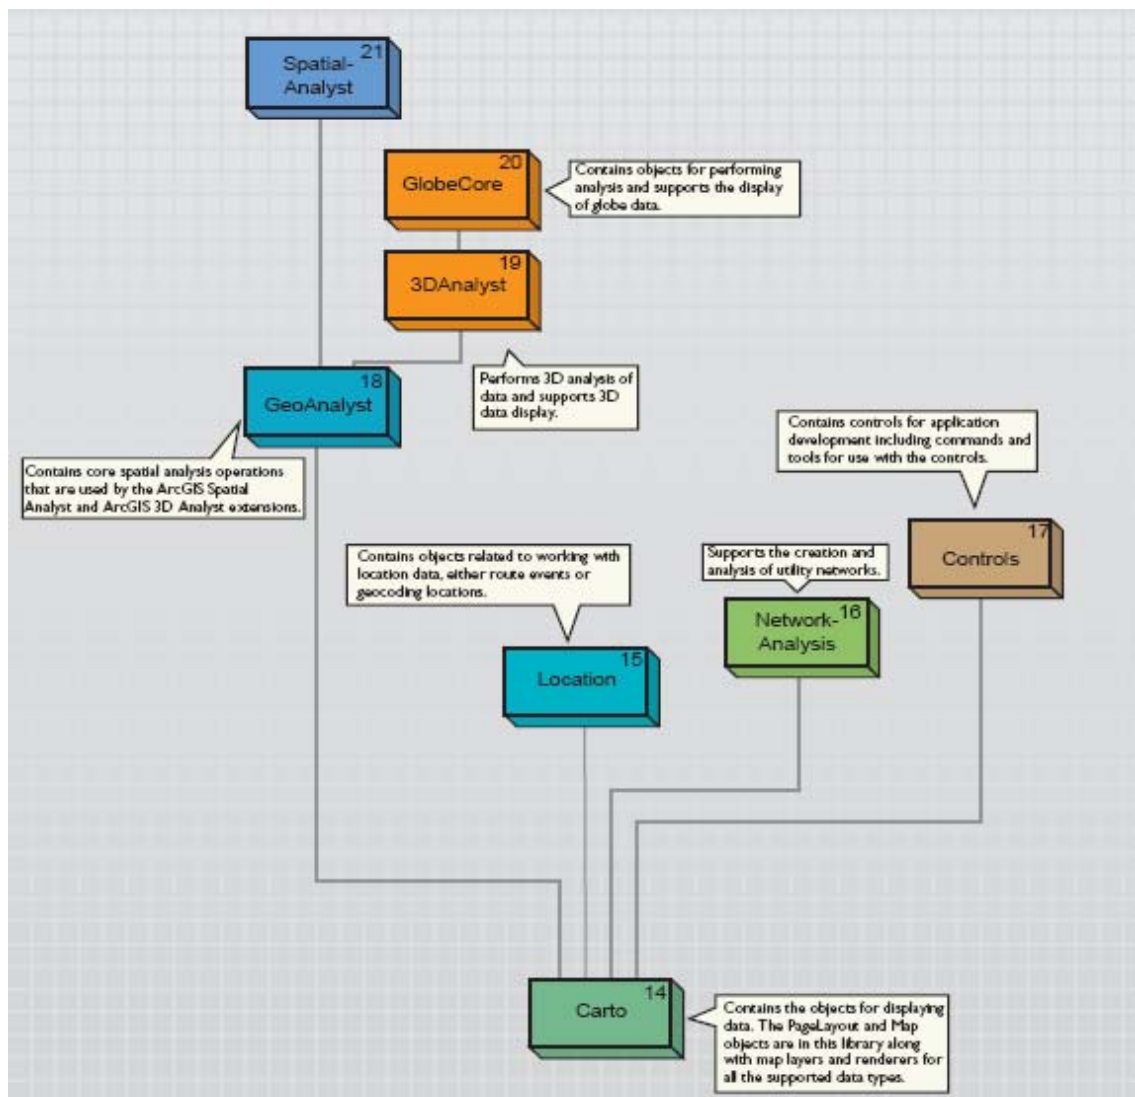 21
Spatial-
Analyst
20
GlobeCore
Contains objects for performing
analysis and supports the display
of globe data.
19
3DAnalyst
18
GeoAnalyst
Performs 3D analysis of
data and supports 3D
data display.
Contains core spatial analysis operations
that are used by the ArcGIS Spatial
Analyst and ArcGIS 3D Analyst extensions.
Contains controls for application
development including commands and
tools for use with the controls.
17
Controls
Contains objects related to working with
location data, either route events or
geocoding locations.
Supports the creation and
analysis of utility networks.
16
Network-
Analysis
15
Location
14
Carto
Contains the objects for displaying
data. The PageLayout and Map
objects are in this library along
with map layers and renderers for
all the supported data types.